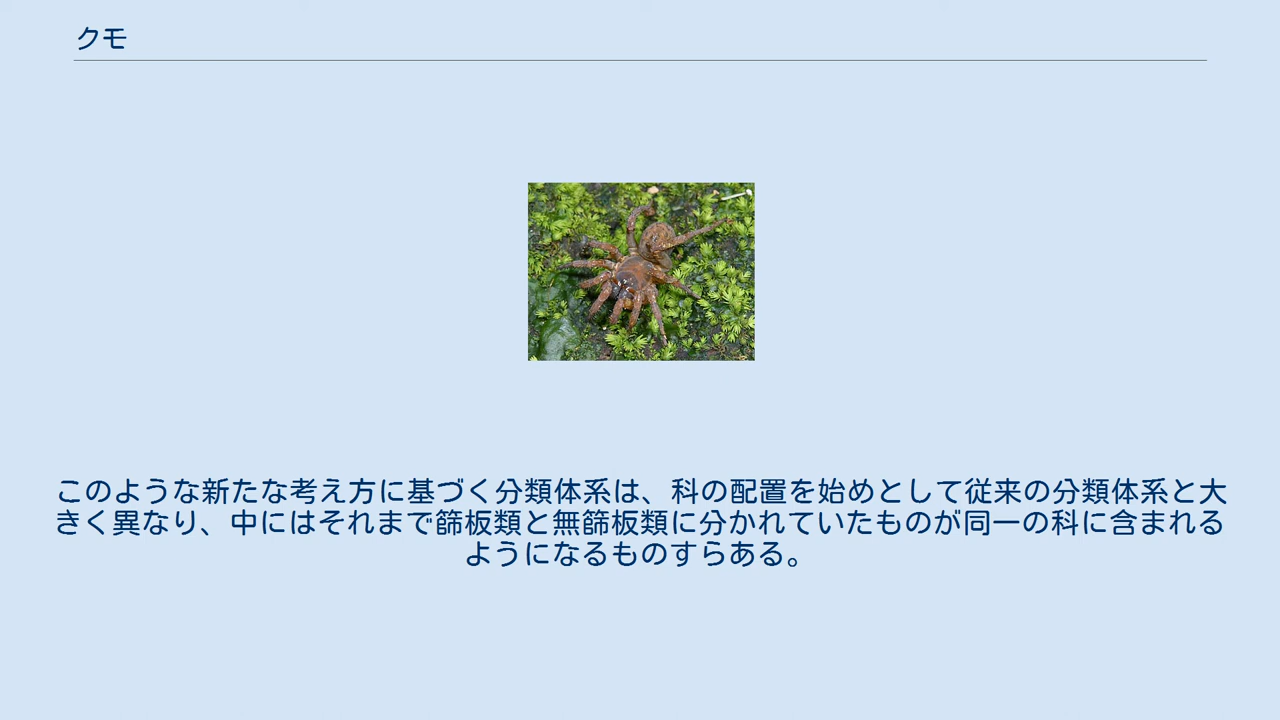 クモ
このような新たな考え方に基づく分類体系は、科の配置を始めとして従来の分類体系と大
きく異なり、中にはそれまで篩板類と無篩板類に分かれていたものが同一の科に含まれる
ようになるものすらある。